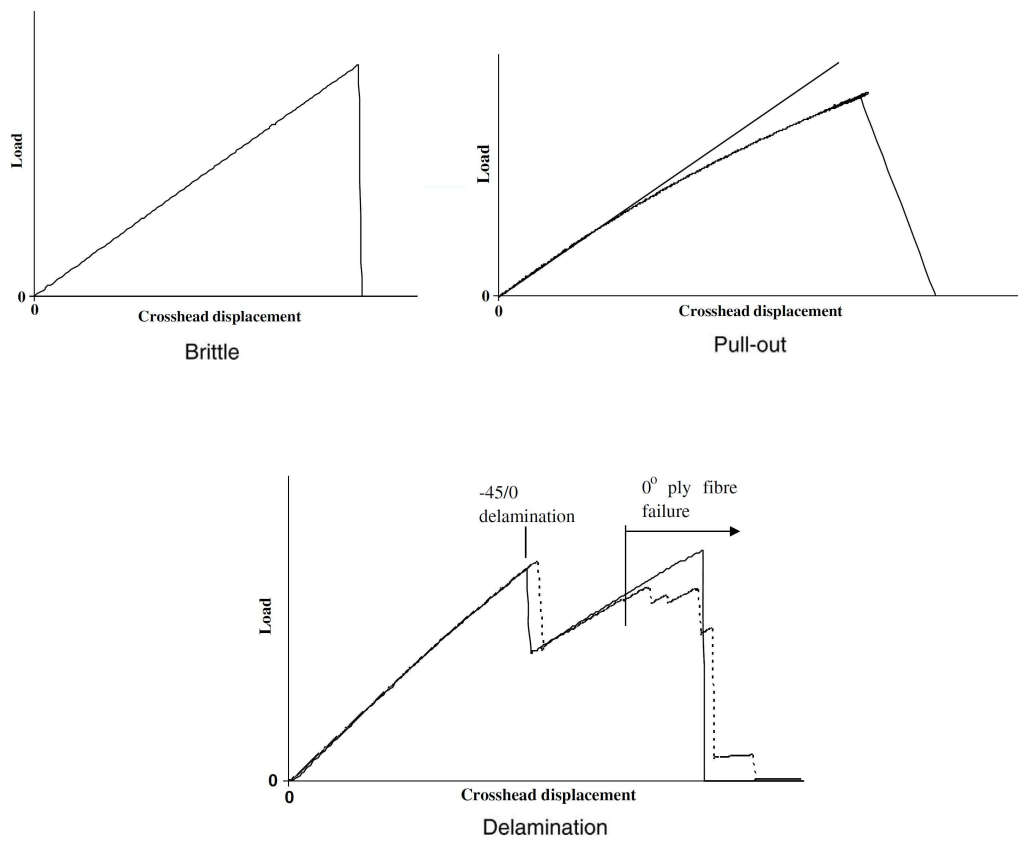 Load
0
0
Crosshead displacement
Brittle
Load
0
0
Crosshead displacement
Pull-out
-45/0
delamination
0o ply fibre
failure
Load
0
0
Crosshead displacement
Delamination